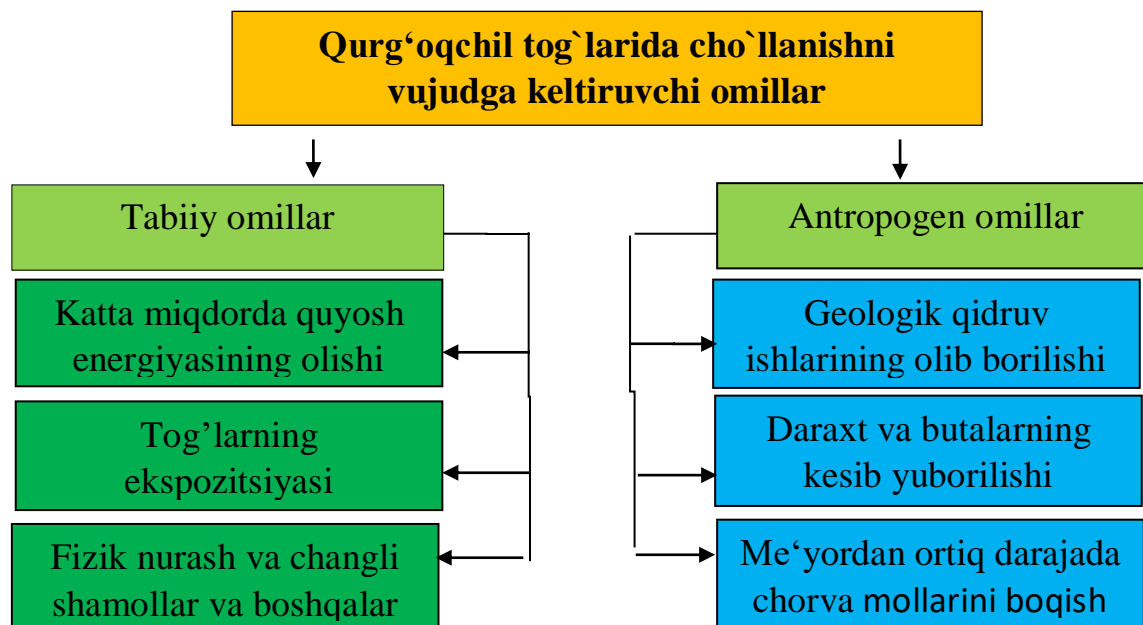 Qurg‘oqchil tog`larida cho`llanishni
vujudga keltiruvchi omillar
Tabiiy omillar
Antropogen omillar
Katta miqdorda quyosh
energiyasining olishi
Geologik qidruv
ishlarining olib borilishi
Tog’larning
ekspozitsiyasi
Daraxt va butalarning
kesib yuborilishi
Fizik nurash va changli
shamollar va boshqalar
Me‘yordan ortiq darajada
chorva mollarini boqish